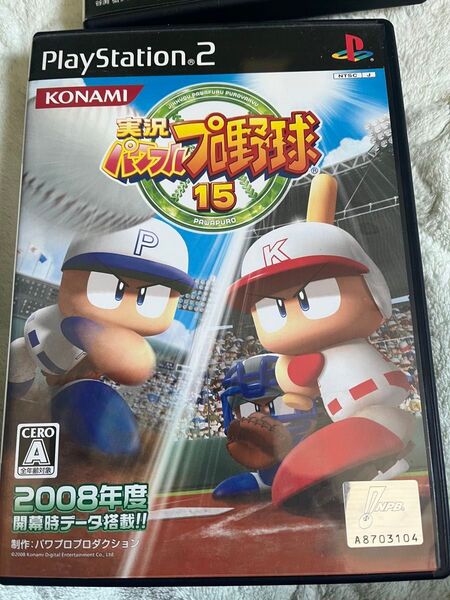 PlayStation®2
NTSC J
KONAMI
JIKKYOU PAWAFURU PUROYAKYU
実況
パワフルプロ野球®
15
PAWAPURO
P
K
CERO
A
全年齢対象
2008年度
開幕時データ搭載!!
制作:パワプロプロダクション
©2008 Konami Digital Entertainment Co., Ltd.
NPB
A8703104